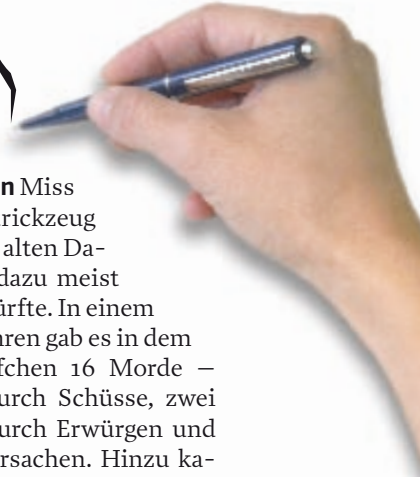 n Miss
rickzeug
alten Da-
dazu meist
ürfte. In einem
hren gab es in dem
fchen 16 Morde –
urch Schüsse, zwei
urch Erwürgen und
rsachen. Hinzu ka-